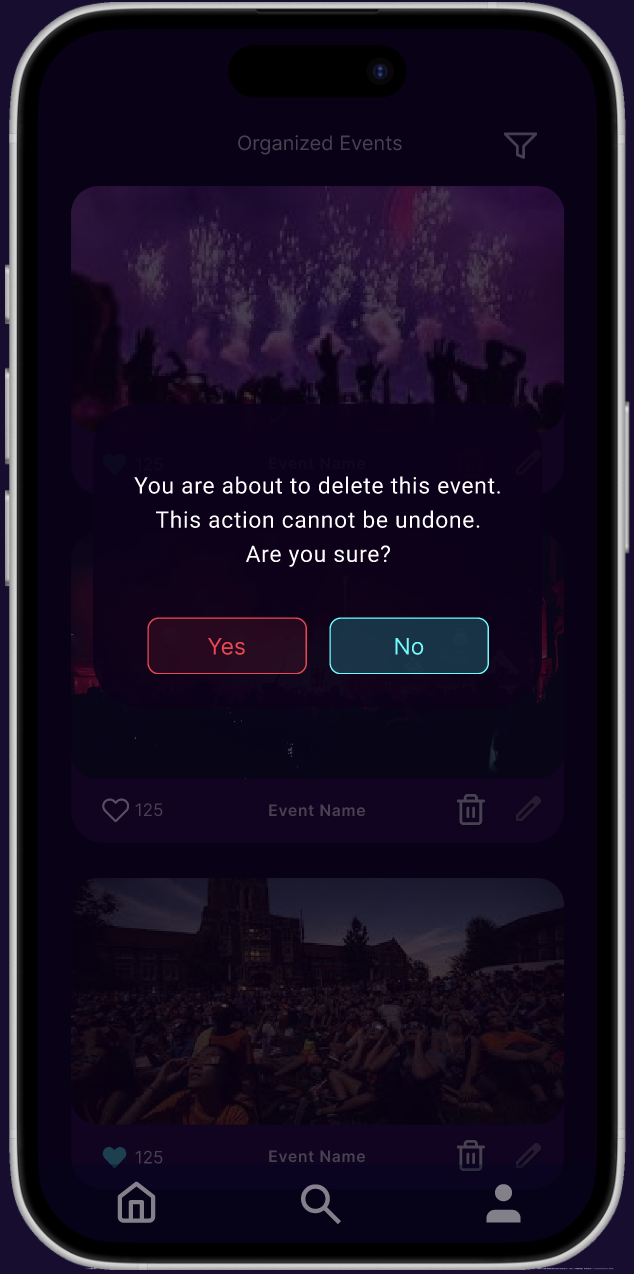 Organized Events
125 Event Name
You are about to delete this event.
This action cannot be undone.
Are you sure?
Yes No
125 Event Name
125 Event Name